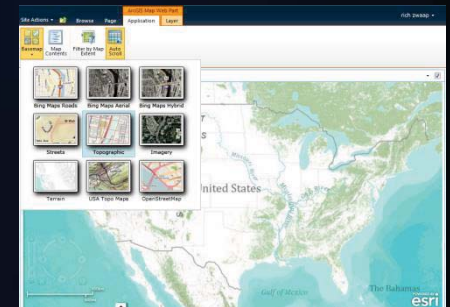 ArcGIS Map Web Part
Site Actions
Browse
Page
Application
Layer
rich zwaap
Basemap
Map Contents
Filter by Map Extent
Auto Scroll
Bing Maps Roads
Bing Maps Aerial
Bing Maps Hybrid
Streets
Topographic
Imagery
Terrain
USA Topo Maps
OpenStreetMap
United States
Gulf of Mexico
The Bahamas
esri